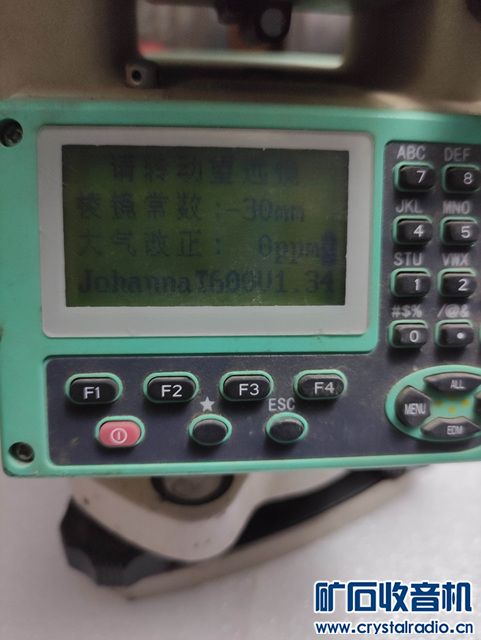 请转动望远镜
棱镜常数:-30mm
大气改正: 0ppm
JohannaT600V1.34
ABC DEF
7 8
JKL MNO
4 5
STU VWX
1 2
#$% /@&
0 •
F1 F2 F3 F4
★ ESC
MENU ALL
EDM
矿石收音机
www.crystalradio.cn